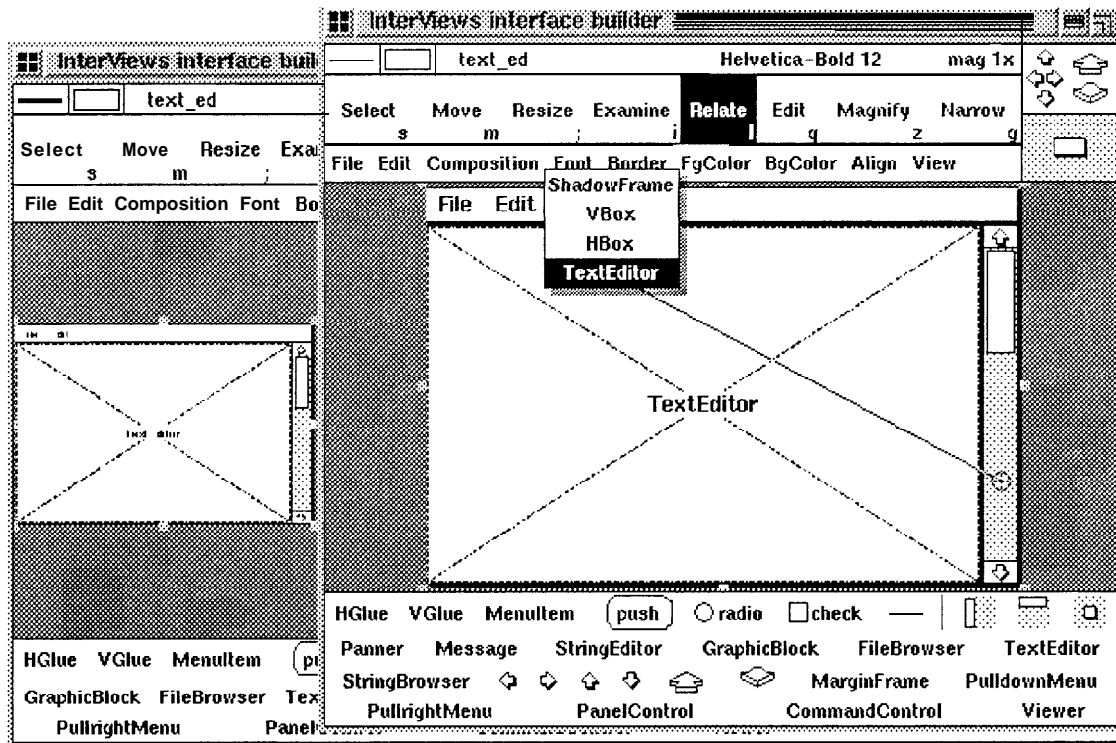 InterViews interface buil
text_ed
Select Move Resize Exa
s m ;
File Edit Composition Font Bo
HGlue VGlue MenuItem pu
GraphicBlock FileBrowser Tex
PullrightMenu Panel
InterViews interface builder
text_ed Helvetica-Bold 12 mag 1x
Select Move Resize Examine Relate Edit Magnify Narrow
s m ; i l q z g
File Edit Composition Font Border FgColor BgColor Align View
File Edit
ShadowFrame
VBox
HBox
TextEditor
TextEditor
HGlue VGlue MenuItem push radio check
Panner Message StringEditor GraphicBlock FileBrowser TextEditor
StringBrowser MarginFrame PulldownMenu
PullrightMenu PanelControl CommandControl Viewer